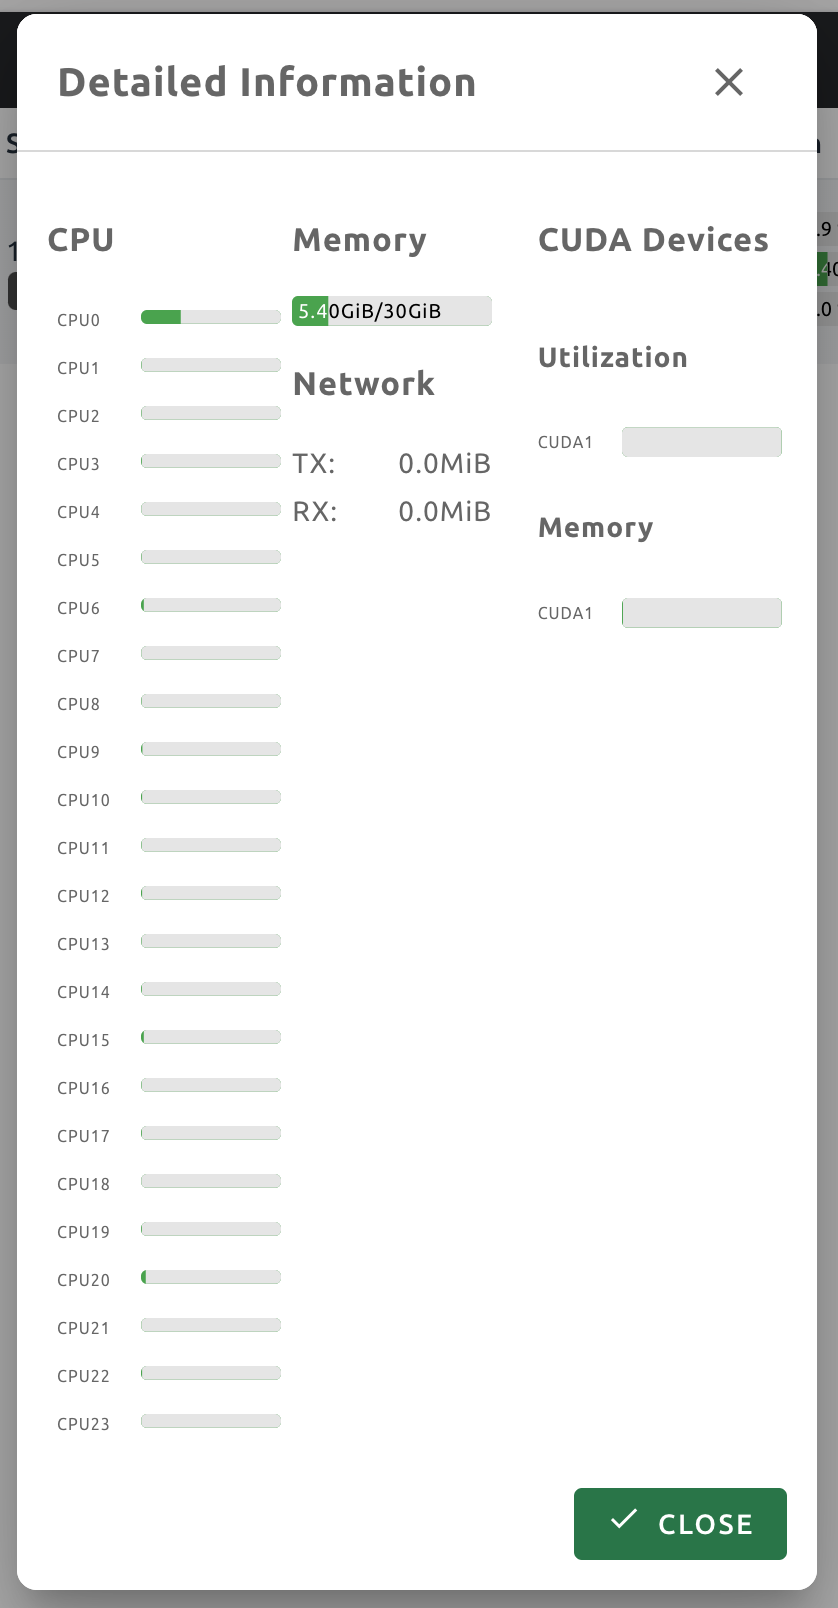 Detailed Information
CPU
CPU0
CPU1
CPU2
CPU3
CPU4
CPU5
CPU6
CPU7
CPU8
CPU9
CPU10
CPU11
CPU12
CPU13
CPU14
CPU15
CPU16
CPU17
CPU18
CPU19
CPU20
CPU21
CPU22
CPU23
Memory
5.40GiB/30GiB
Network
TX: 0.0MiB
RX: 0.0MiB
CUDA Devices
Utilization
CUDA1
Memory
CUDA1
CLOSE